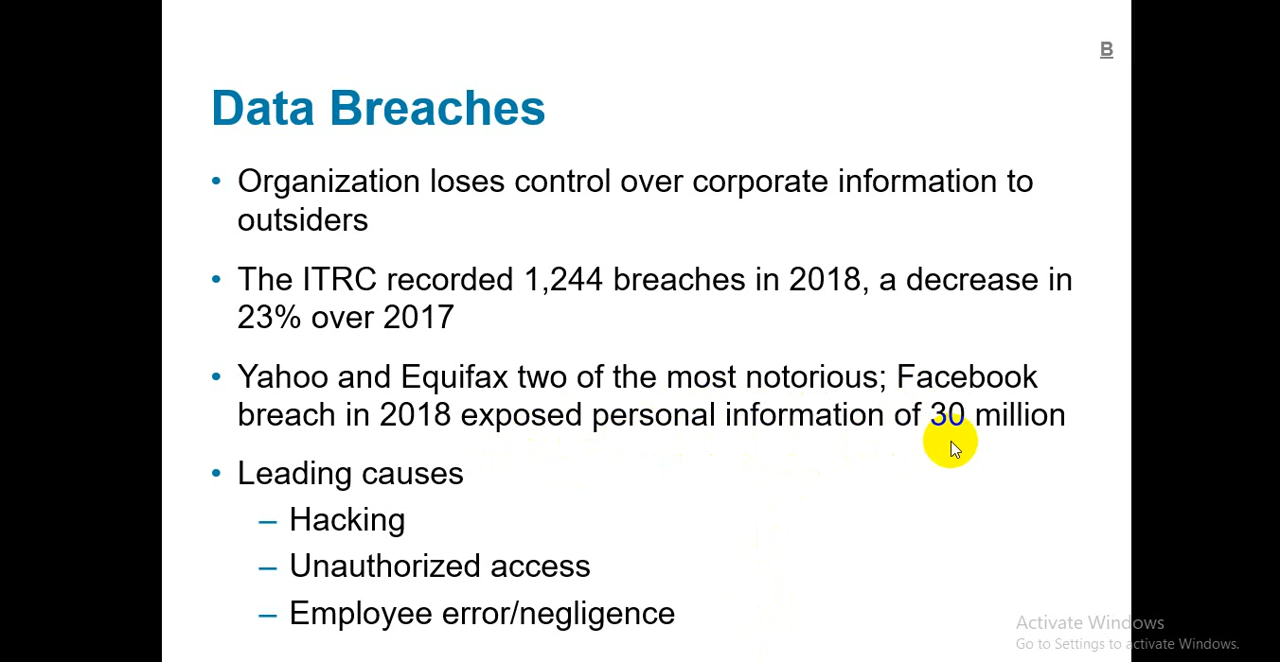 B
Data Breaches
• Organization loses control over corporate information to
outsiders
• The ITRC recorded 1,244 breaches in 2018, a decrease in
23% over 2017
• Yahoo and Equifax two of the most notorious; Facebook
breach in 2018 exposed personal information of 30 million
• Leading causes
– Hacking
– Unauthorized access
– Employee error/negligence
Activate Windows
Go to Settings to activate Windows.